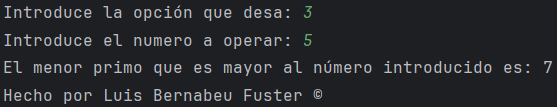 Introduce la opción que desa: 3
Introduce el numero a operar: 5
El menor primo que es mayor al número introducido es: 7
Hecho por Luis Bernabeu Fuster ©